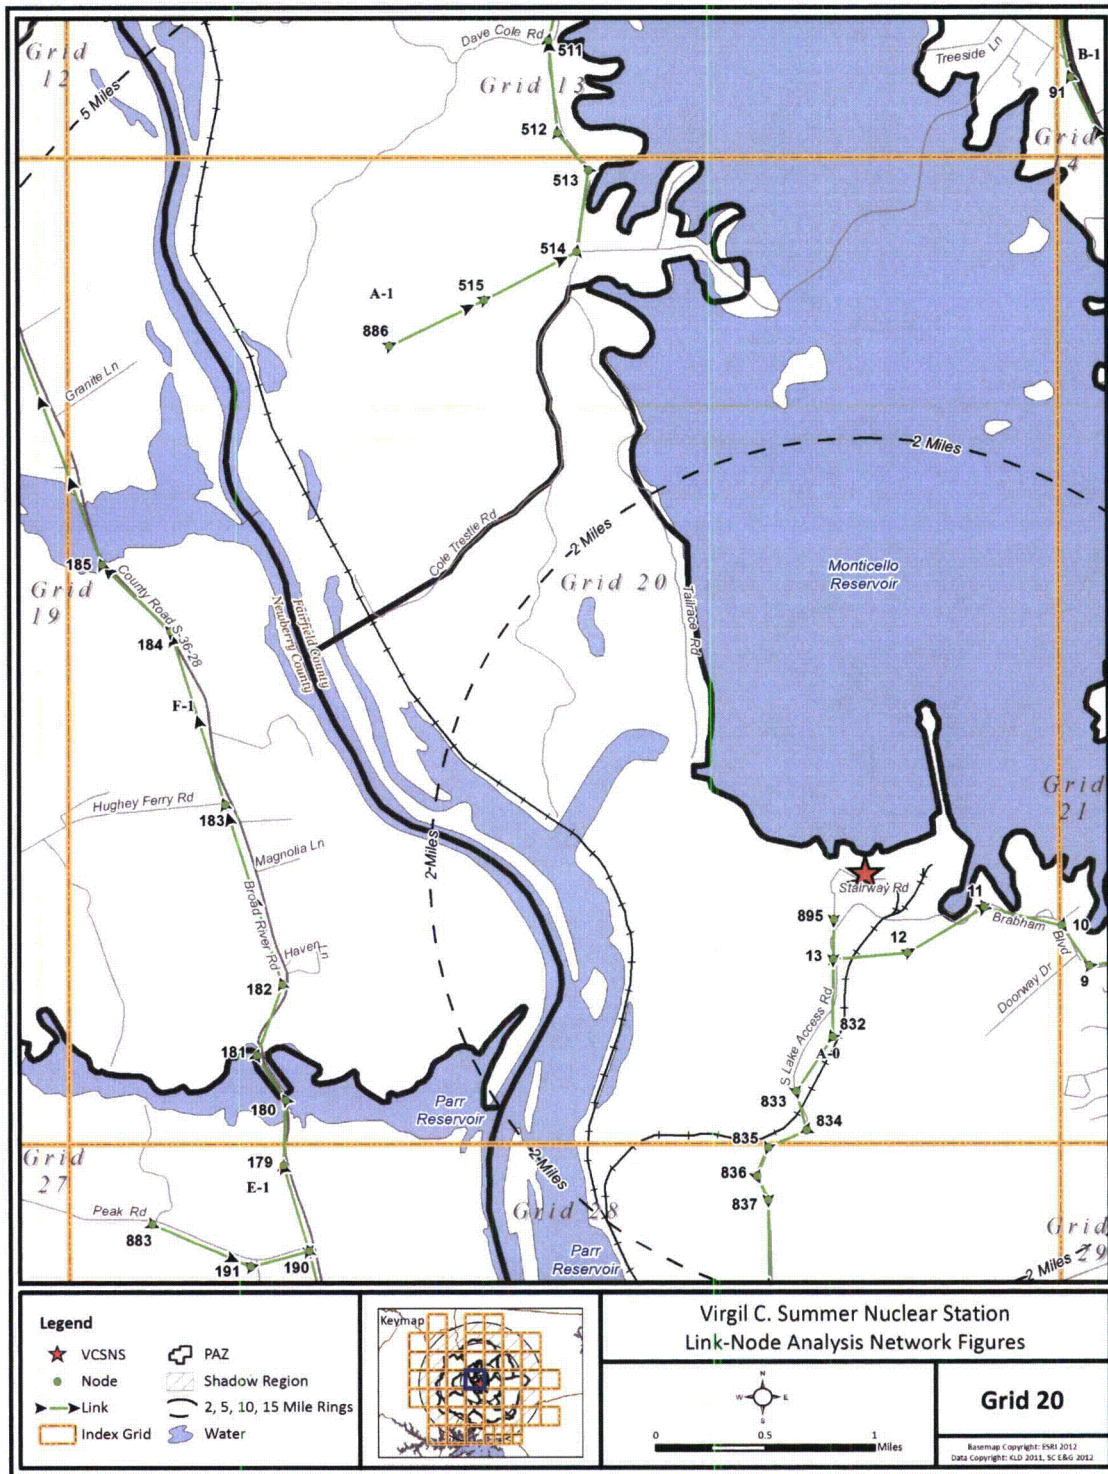 Grid
12
5 Miles
Dave Cole Rd
511
Grid 13
Treeside Ln
B-1
91
512
Grid
4
513
514
515
A-1
886
Granite Ln
2 Miles
2 Miles
Cole Trestle Rd
Monticello
Reservoir
Grid 20
185
County Road S-36-28
Grid
19
Fairfield County
Newberry County
Tailrace Rd
184
F-1
Grid
21
Hughey Ferry Rd
183
Magnolia Ln
2 Miles
Stairway Rd
Broad River Rd
11
895
Brabham
Blvd
10
Haven Ln
12
13
9
Doorway Dr
182
832
S Lake Access Rd
A-0
181
833
Parr
Reservoir
180
834
835
Grid
27
179
2 Miles
836
E-1
837
Peak Rd
Grid 28
883
Grid
29
190
191
Parr
Reservoir
2 Miles
Legend
VCSNS
PAZ
Node
Shadow Region
Link
2, 5, 10, 15 Mile Rings
Index Grid
Water
Keymap
Virgil C. Summer Nuclear Station
Link-Node Analysis Network Figures
N
W
E
S
0
0.5
1
Miles
Grid 20
Basemap Copyright: ESRI 2012
Data Copyright: KLD 2011, SC E&G 2012